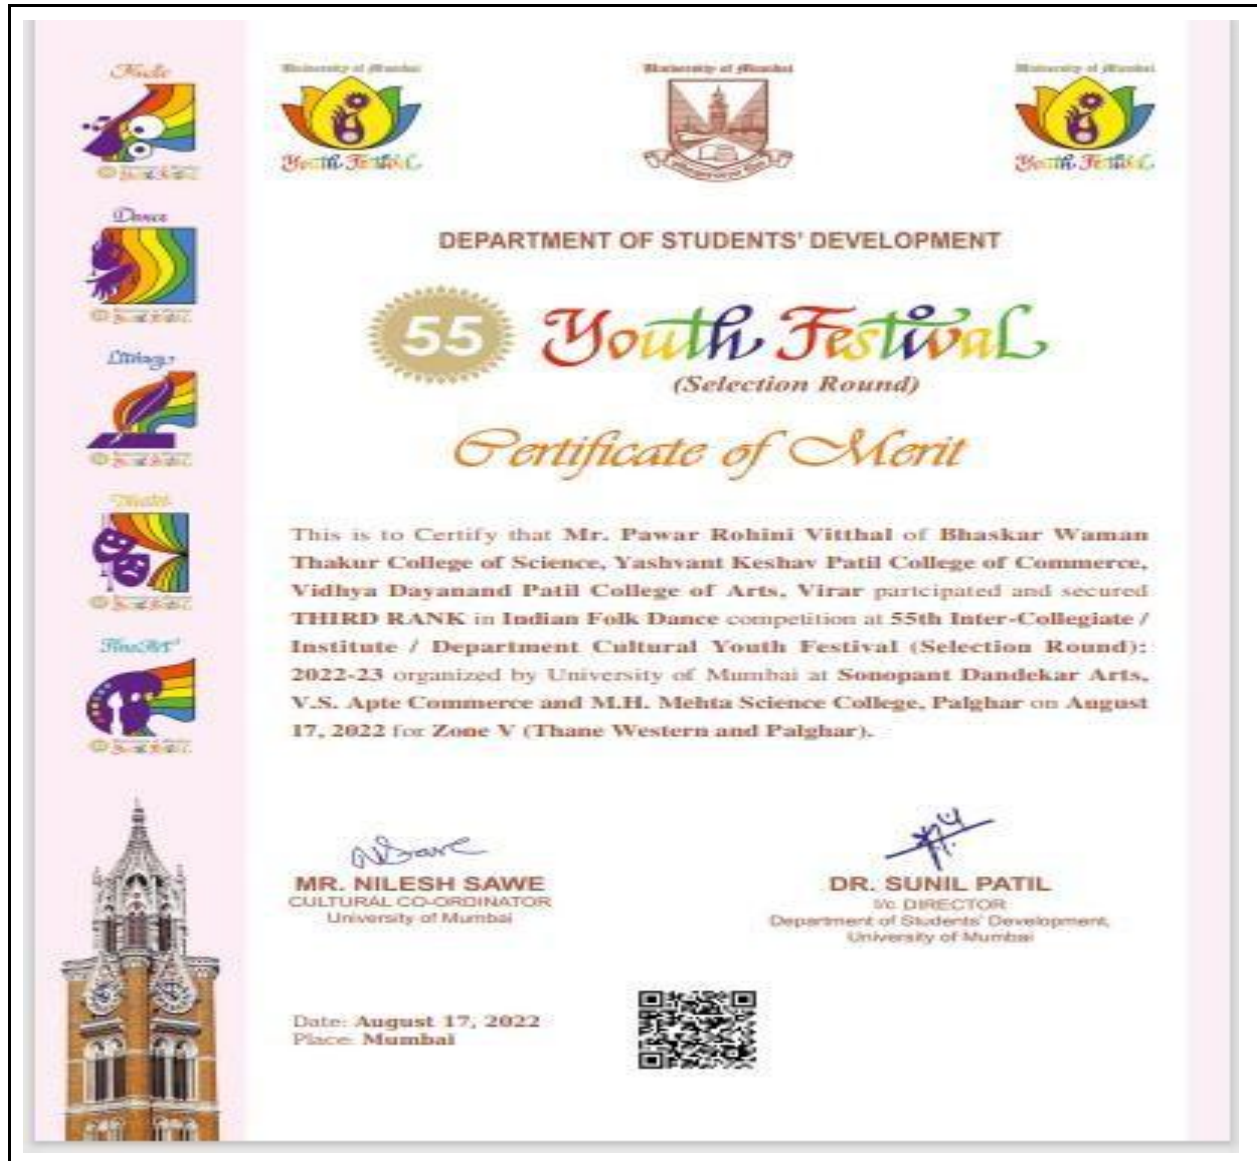 Music
University of Mumbai
University of Mumbai
University of Mumbai
Youth Festival
Youth Festival
Dance
DEPARTMENT OF STUDENTS' DEVELOPMENT
55 Youth Festival
(Selection Round)
Literary
Certificate of Merit
Theatre
This is to Certify that Mr. Pawar Rohini Vitthal of Bhaskar Waman
Thakur College of Science, Yashvant Keshav Patil College of Commerce,
Vidhya Dayanand Patil College of Arts, Virar partcipated and secured
THIRD RANK in Indian Folk Dance competition at 55th Inter-Collegiate /
Institute / Department Cultural Youth Festival (Selection Round):
2022-23 organized by University of Mumbai at Sonopant Dandekar Arts,
V.S. Apte Commerce and M.H. Mehta Science College, Palghar on August
17, 2022 for Zone V (Thane Western and Palghar).
Fine Art
MR. NILESH SAWE
CULTURAL CO-ORDINATOR
University of Mumbai
DR. SUNIL PATIL
I/c DIRECTOR
Department of Students' Development,
University of Mumbai
Date: August 17, 2022
Place: Mumbai